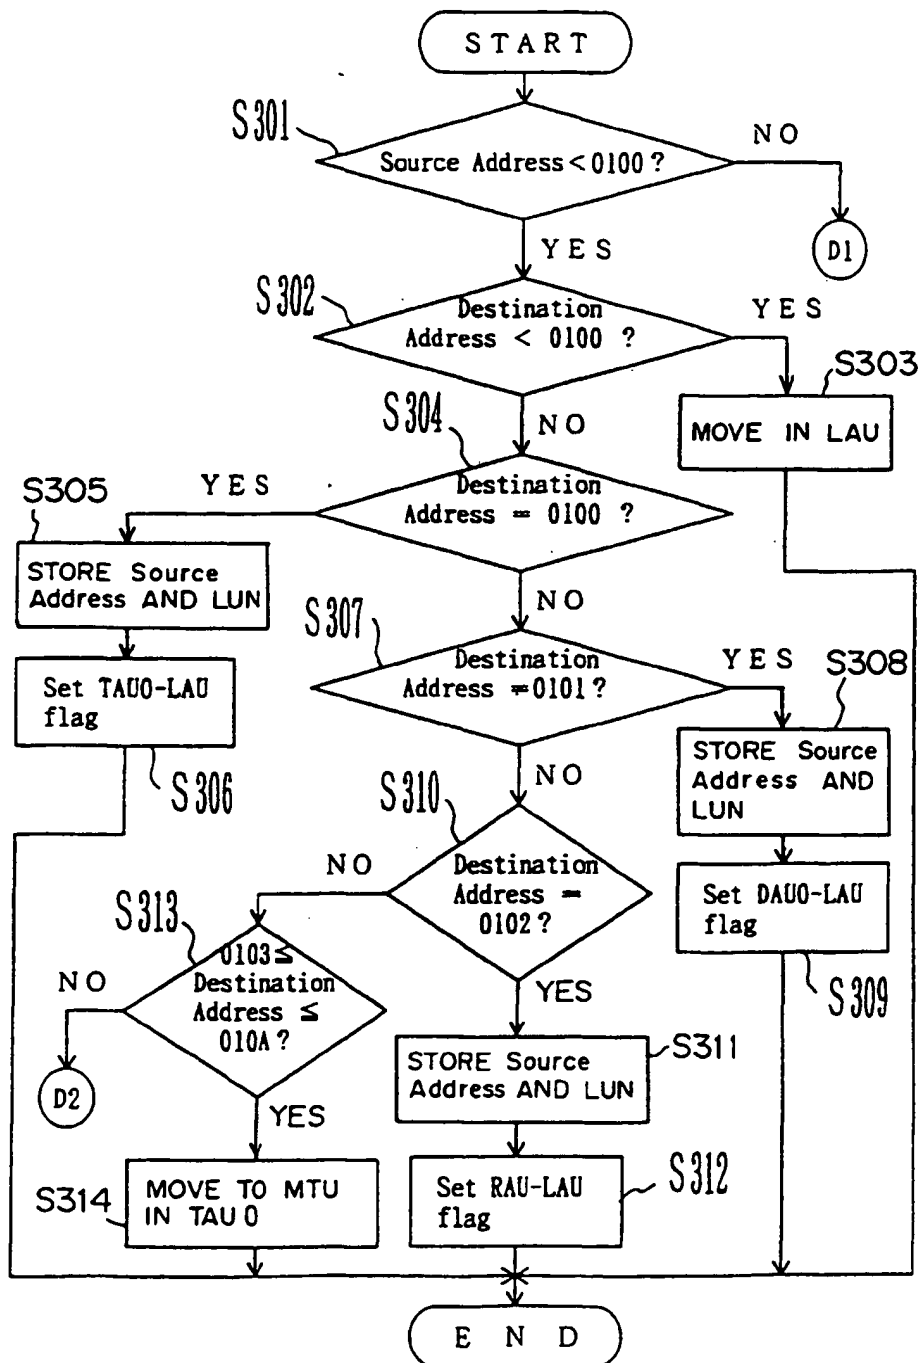 START
S301
Source Address<0100?
NO
D1
YES
S302
Destination
Address < 0100 ?
YES
S303
MOVE IN LAU
NO
S304
Destination
Address = 0100 ?
YES
S305
STORE Source
Address AND LUN
Set TAU0-LAU
flag
S306
NO
S307
Destination
Address =0101?
YES
S308
STORE Source
Address AND
LUN
Set DAU0-LAU
flag
S309
NO
S310
Destination
Address =
0102?
NO
S313
0103≦
Destination
Address ≦
010A?
NO
D2
YES
S314
MOVE TO MTU
IN TAU 0
YES
S311
STORE Source
Address AND LUN
Set RAU-LAU
flag
S312
END